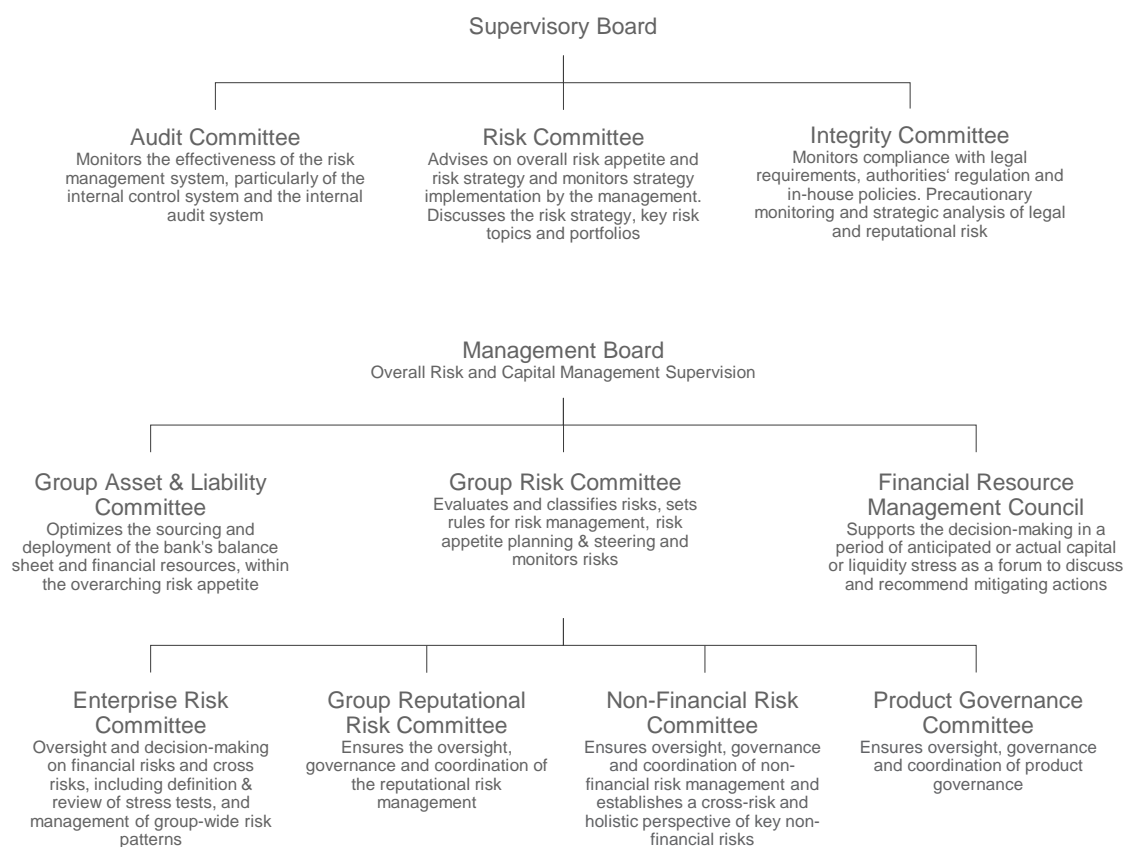 Supervisory Board
Audit Committee
Monitors the effectiveness of the risk
management system, particularly of the
internal control system and the internal
audit system
Risk Committee
Advises on overall risk appetite and
risk strategy and monitors strategy
implementation by the management.
Discusses the risk strategy, key risk
topics and portfolios
Integrity Committee
Monitors compliance with legal
requirements, authorities‘ regulation and
in-house policies. Precautionary
monitoring and strategic analysis of legal
and reputational risk
Management Board
Overall Risk and Capital Management Supervision
Group Asset & Liability
Committee
Optimizes the sourcing and
deployment of the bank's balance
sheet and financial resources, within
the overarching risk appetite
Group Risk Committee
Evaluates and classifies risks, sets
rules for risk management, risk
appetite planning & steering and
monitors risks
Financial Resource
Management Council
Supports the decision-making in a
period of anticipated or actual capital
or liquidity stress as a forum to discuss
and recommend mitigating actions
Enterprise Risk
Committee
Oversight and decision-making
on financial risks and cross
risks, including definition &
review of stress tests, and
management of group-wide risk
patterns
Group Reputational
Risk Committee
Ensures the oversight,
governance and coordination of
the reputational risk
management
Non-Financial Risk
Committee
Ensures oversight, governance
and coordination of non-
financial risk management and
establishes a cross-risk and
holistic perspective of key non-
financial risks
Product Governance
Committee
Ensures oversight, governance
and coordination of product
governance